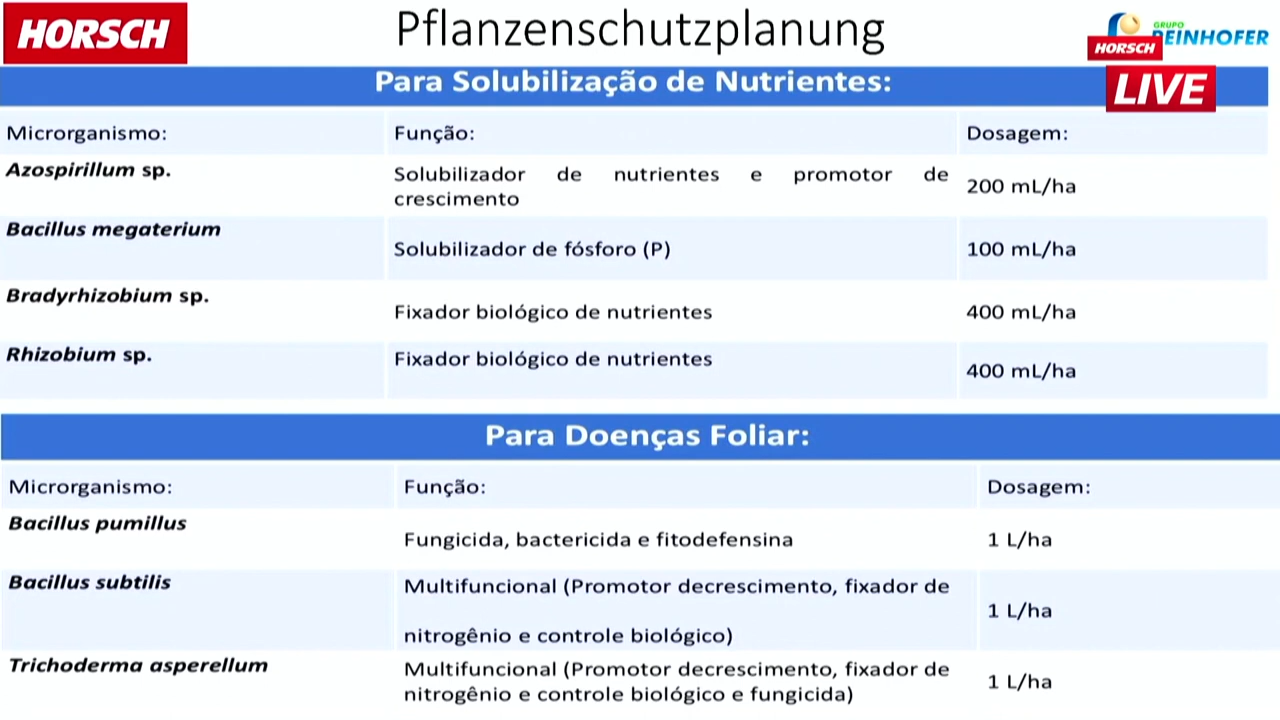 HORSCH
Pflanzenschutzplanung
GRUPO
REINHOFER
HORSCH
LIVE
Para Solubilização de Nutrientes:
Microrganismo: Função: Dosagem:
Azospirillum sp. Solubilizador de nutrientes e promotor de crescimento 200 mL/ha
Bacillus megaterium Solubilizador de fósforo (P) 100 mL/ha
Bradyrhizobium sp. Fixador biológico de nutrientes 400 mL/ha
Rhizobium sp. Fixador biológico de nutrientes 400 mL/ha
Para Doenças Foliar:
Microrganismo: Função: Dosagem:
Bacillus pumillus Fungicida, bactericida e fitodefensina 1 L/ha
Bacillus subtilis Multifuncional (Promotor decrescimento, fixador de
nitrogênio e controle biológico) 1 L/ha
Trichoderma asperellum Multifuncional (Promotor decrescimento, fixador de
nitrogênio e controle biológico e fungicida) 1 L/ha